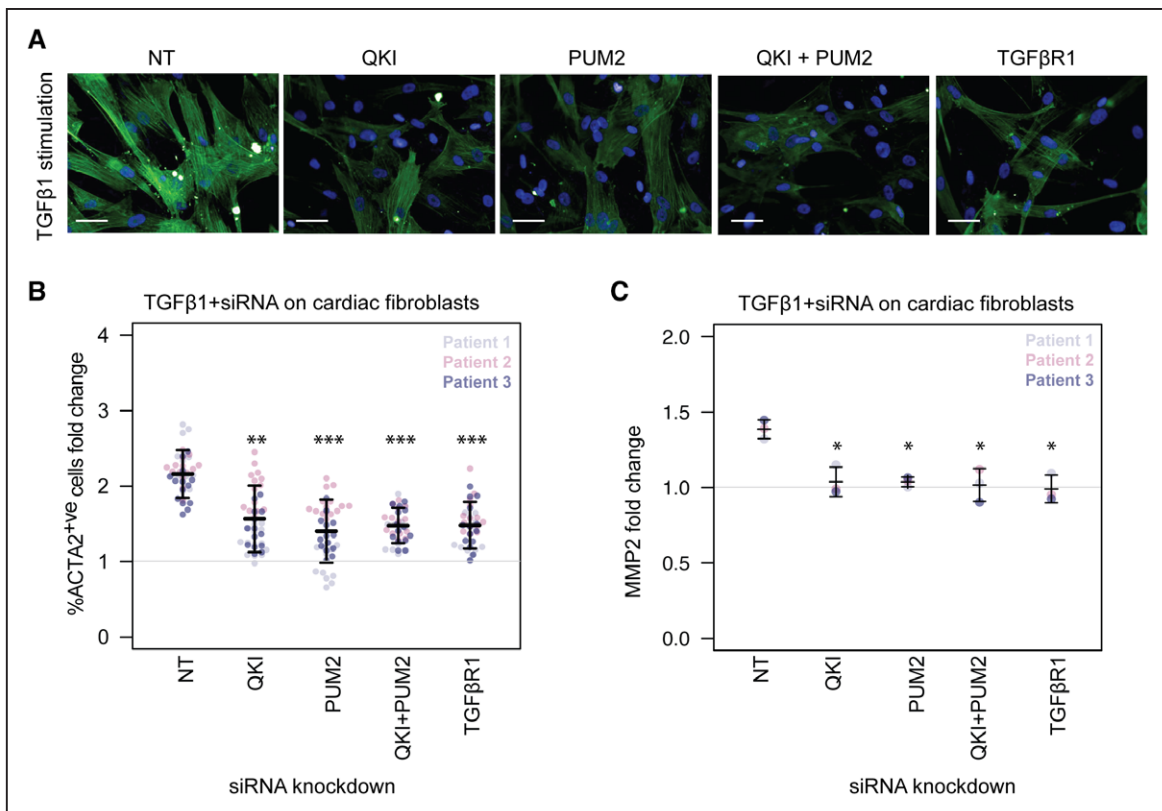 A
NT
QKI
PUM2
QKI + PUM2
TGFβR1
TGFβ1 stimulation
B
TGFβ1+siRNA on cardiac fibroblasts
Patient 1
Patient 2
Patient 3
%ACTA2+ve cells fold change
4
3
2
1
0
** *** *** ***
NT
QKI
PUM2
QKI+PUM2
TGFβR1
siRNA knockdown
C
TGFβ1+siRNA on cardiac fibroblasts
Patient 1
Patient 2
Patient 3
MMP2 fold change
2.0
1.5
1.0
0.5
0.0
* * * *
NT
QKI
PUM2
QKI+PUM2
TGFβR1
siRNA knockdown